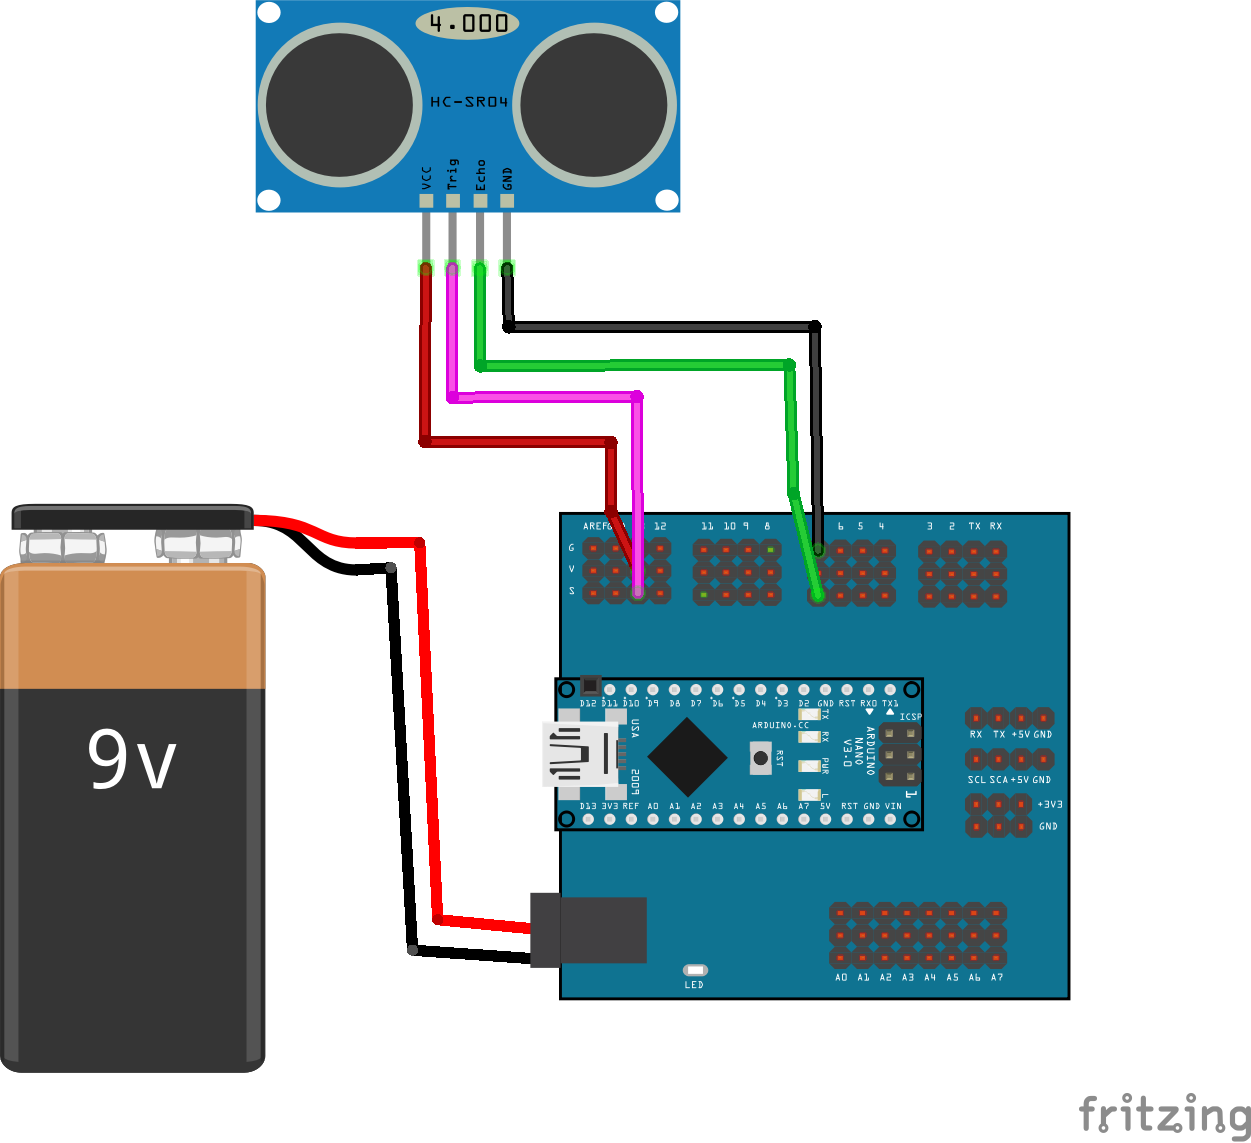 4.000
HC-SR04
VCC Trig Echo GND
AREF 12 11 10 9 8 6 5 4 3 2 TX RX
G
V
S
D12 D11 D10 D9 D8 D7 D6 D5 D4 D3 D2 GND RST RX0 TX1
USA
TX
RX
PWR
L
ARDUINO.CC
RST
ARDUINO
NANO
V3.0
ICSP
1
D13 3V3 REF A0 A1 A2 A3 A4 A5 A6 A7 5V RST GND VIN
RX TX +5V GND
SCL SCA +5V GND
+3V3
GND
9v
A0 A1 A2 A3 A4 A5 A6 A7
LED
fritzing